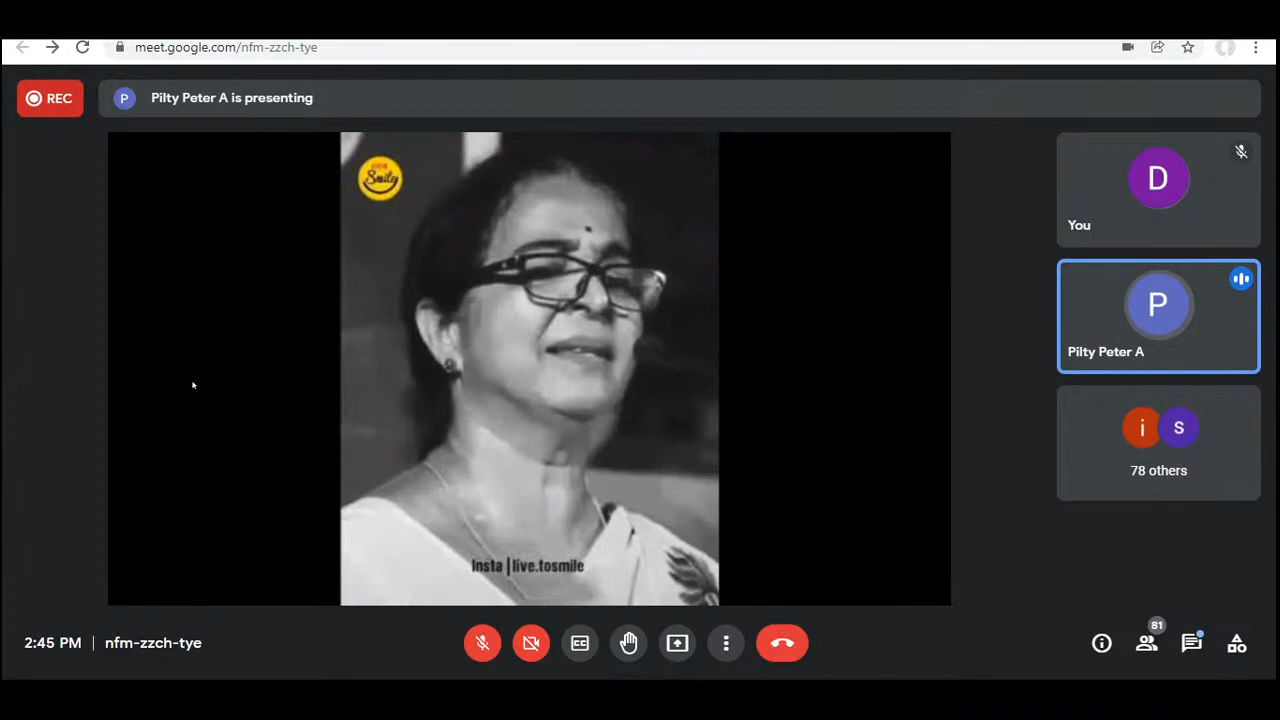 meet.google.com/nfm-zzch-tye
REC
P
Pilty Peter A is presenting
Smily
D
You
P
Pilty Peter A
i
s
78 others
Insta | live.tosmile
2:45 PM | nfm-zzch-tye
CC
81